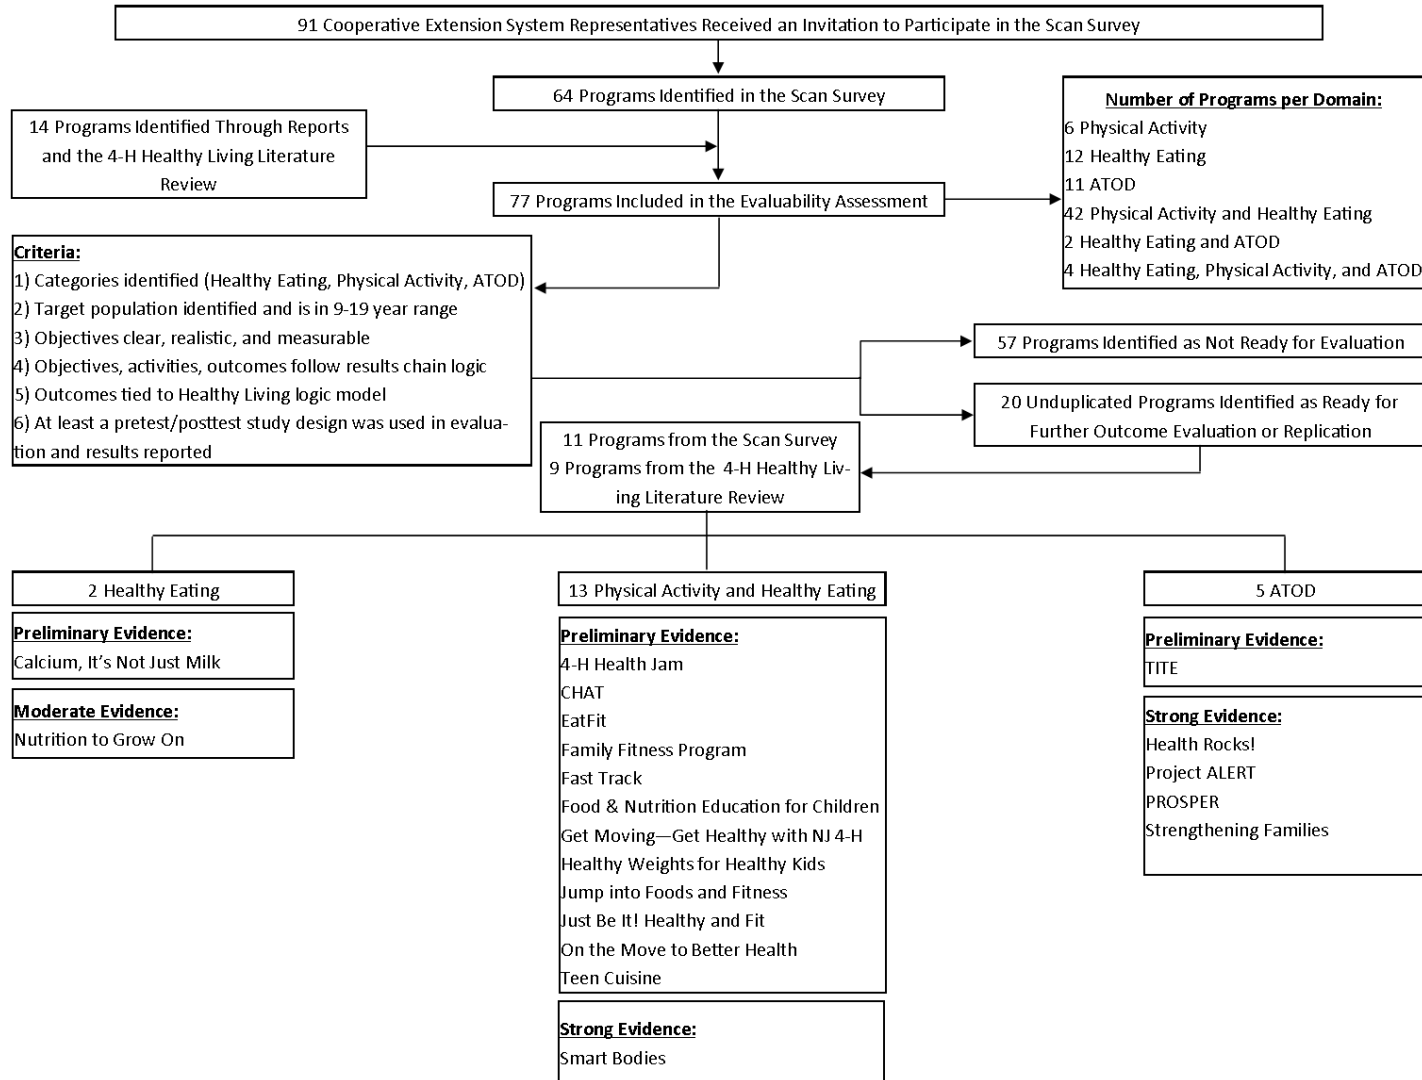 91 Cooperative Extension System Representatives Received an Invitation to Participate in the Scan Survey
64 Programs Identified in the Scan Survey
14 Programs Identified Through Reports
and the 4-H Healthy Living Literature
Review
77 Programs Included in the Evaluability Assessment
Number of Programs per Domain:
6 Physical Activity
12 Healthy Eating
11 ATOD
42 Physical Activity and Healthy Eating
2 Healthy Eating and ATOD
4 Healthy Eating, Physical Activity, and ATOD
Criteria:
1) Categories identified (Healthy Eating, Physical Activity, ATOD)
2) Target population identified and is in 9-19 year range
3) Objectives clear, realistic, and measurable
4) Objectives, activities, outcomes follow results chain logic
5) Outcomes tied to Healthy Living logic model
6) At least a pretest/posttest study design was used in evalua-
tion and results reported
57 Programs Identified as Not Ready for Evaluation
20 Unduplicated Programs Identified as Ready for
Further Outcome Evaluation or Replication
11 Programs from the Scan Survey
9 Programs from the 4-H Healthy Liv-
ing Literature Review
2 Healthy Eating
Preliminary Evidence:
Calcium, It's Not Just Milk
Moderate Evidence:
Nutrition to Grow On
13 Physical Activity and Healthy Eating
Preliminary Evidence:
4-H Health Jam
CHAT
EatFit
Family Fitness Program
Fast Track
Food & Nutrition Education for Children
Get Moving—Get Healthy with NJ 4-H
Healthy Weights for Healthy Kids
Jump into Foods and Fitness
Just Be It! Healthy and Fit
On the Move to Better Health
Teen Cuisine
Strong Evidence:
Smart Bodies
5 ATOD
Preliminary Evidence:
TITE
Strong Evidence:
Health Rocks!
Project ALERT
PROSPER
Strengthening Families